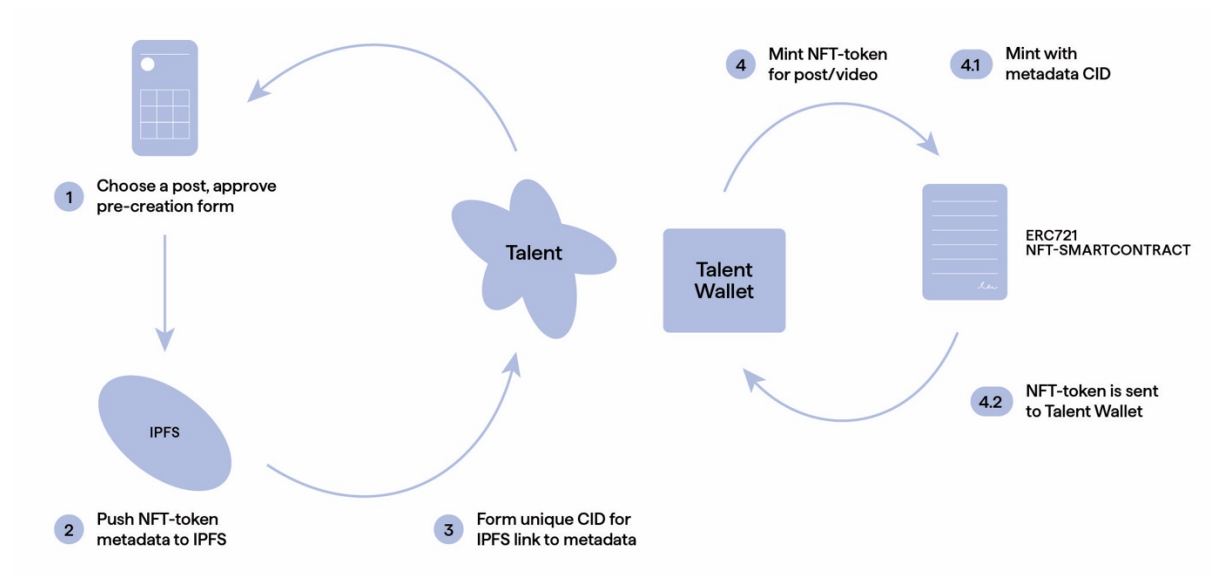 1
Choose a post, approve
pre-creation form
IPFS
2
Push NFT-token
metadata to IPFS
3
Form unique CID for
IPFS link to metadata
Talent
Talent
Wallet
4
Mint NFT-token
for post/video
4.1
Mint with
metadata CID
ERC721
NFT-SMARTCONTRACT
4.2
NFT-token is sent
to Talent Wallet